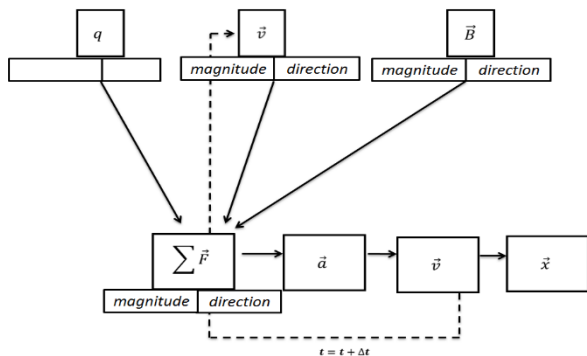 q
v⃗
B⃗
magnitude direction
magnitude direction
∑ F⃗
a⃗
v⃗
x⃗
magnitude direction
t = t + Δt